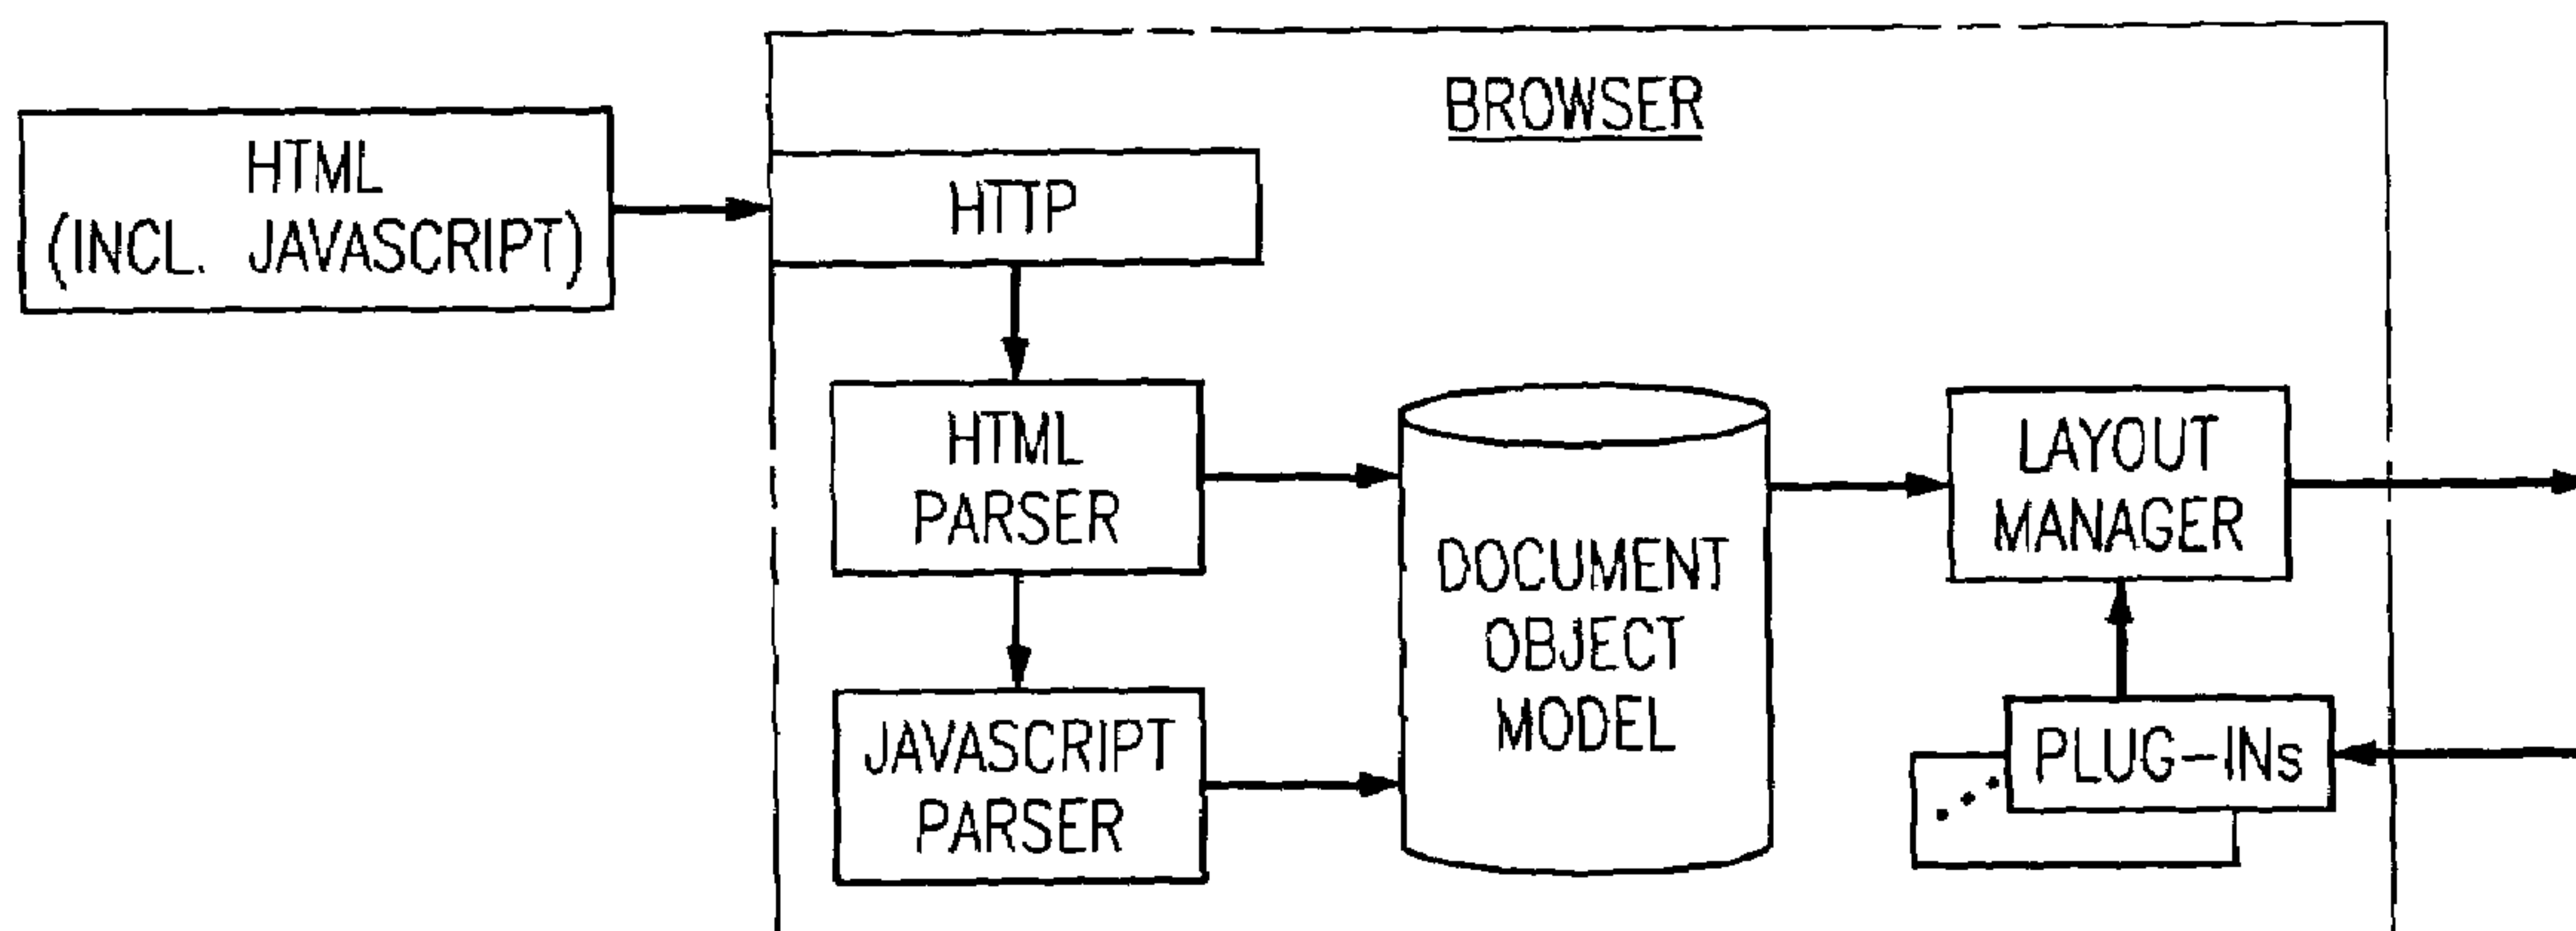 BROWSER
HTML
(INCL. JAVASCRIPT)
HTTP
HTML
PARSER
DOCUMENT
OBJECT
MODEL
LAYOUT
MANAGER
JAVASCRIPT
PARSER
PLUG-INs